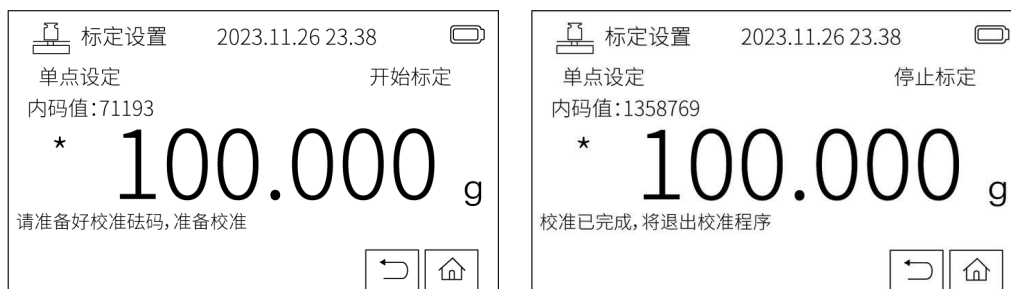 标定设置 2023.11.26 23.38
单点设定 开始标定
内码值:71193
* 100.000 g
请准备好校准砝码,准备校准
标定设置 2023.11.26 23.38
单点设定 停止标定
内码值:1358769
* 100.000 g
校准已完成,将退出校准程序